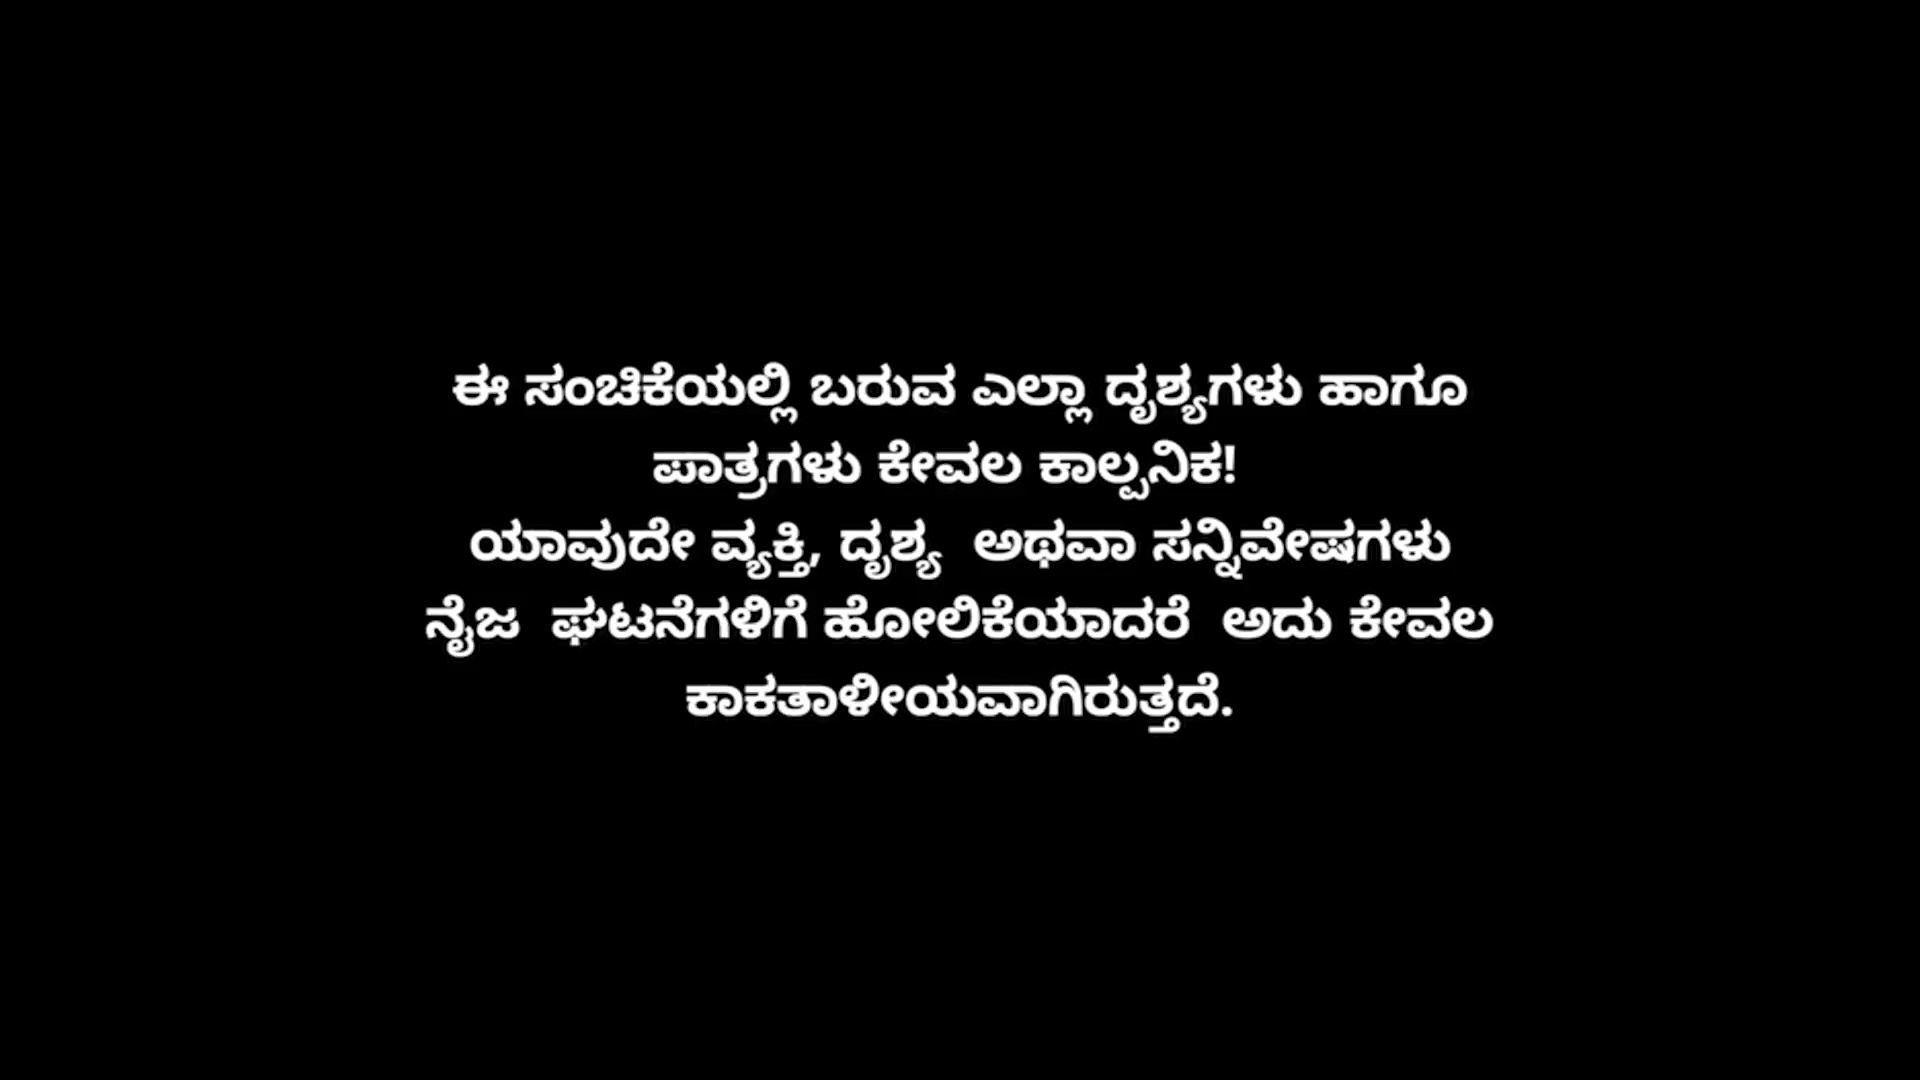 ಈ ಸಂಚಿಕೆಯಲ್ಲಿ ಬರುವ ಎಲ್ಲಾ ದೃಶ್ಯಗಳು ಹಾಗೂ
ಪಾತ್ರಗಳು ಕೇವಲ ಕಾಲ್ಪನಿಕ!
ಯಾವುದೇ ವ್ಯಕ್ತಿ, ದೃಶ್ಯ ಅಥವಾ ಸನ್ನಿವೇಷಗಳು
ನೈಜ ಘಟನೆಗಳಿಗೆ ಹೋಲಿಕೆಯಾದರೆ ಅದು ಕೇವಲ
ಕಾಕತಾಳೀಯವಾಗಿರುತ್ತದೆ.